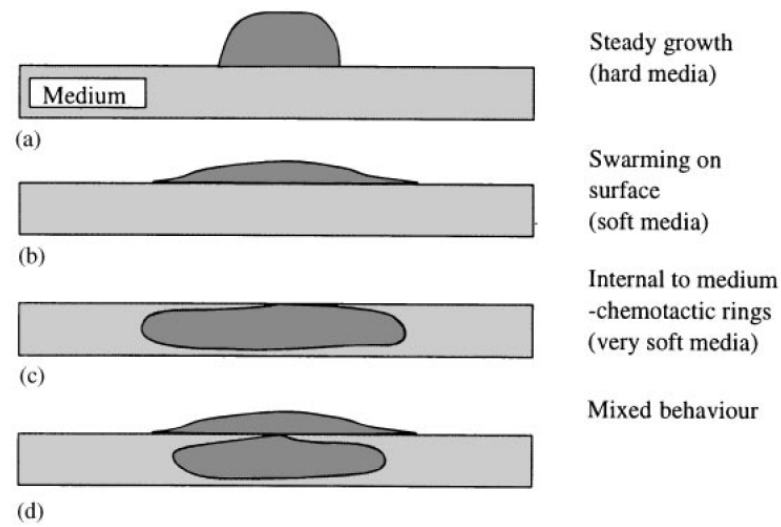 Steady growth
(hard media)
Medium
(a)
Swarming on
surface
(soft media)
(b)
Internal to medium
-chemotactic rings
(very soft media)
(c)
Mixed behaviour
(d)